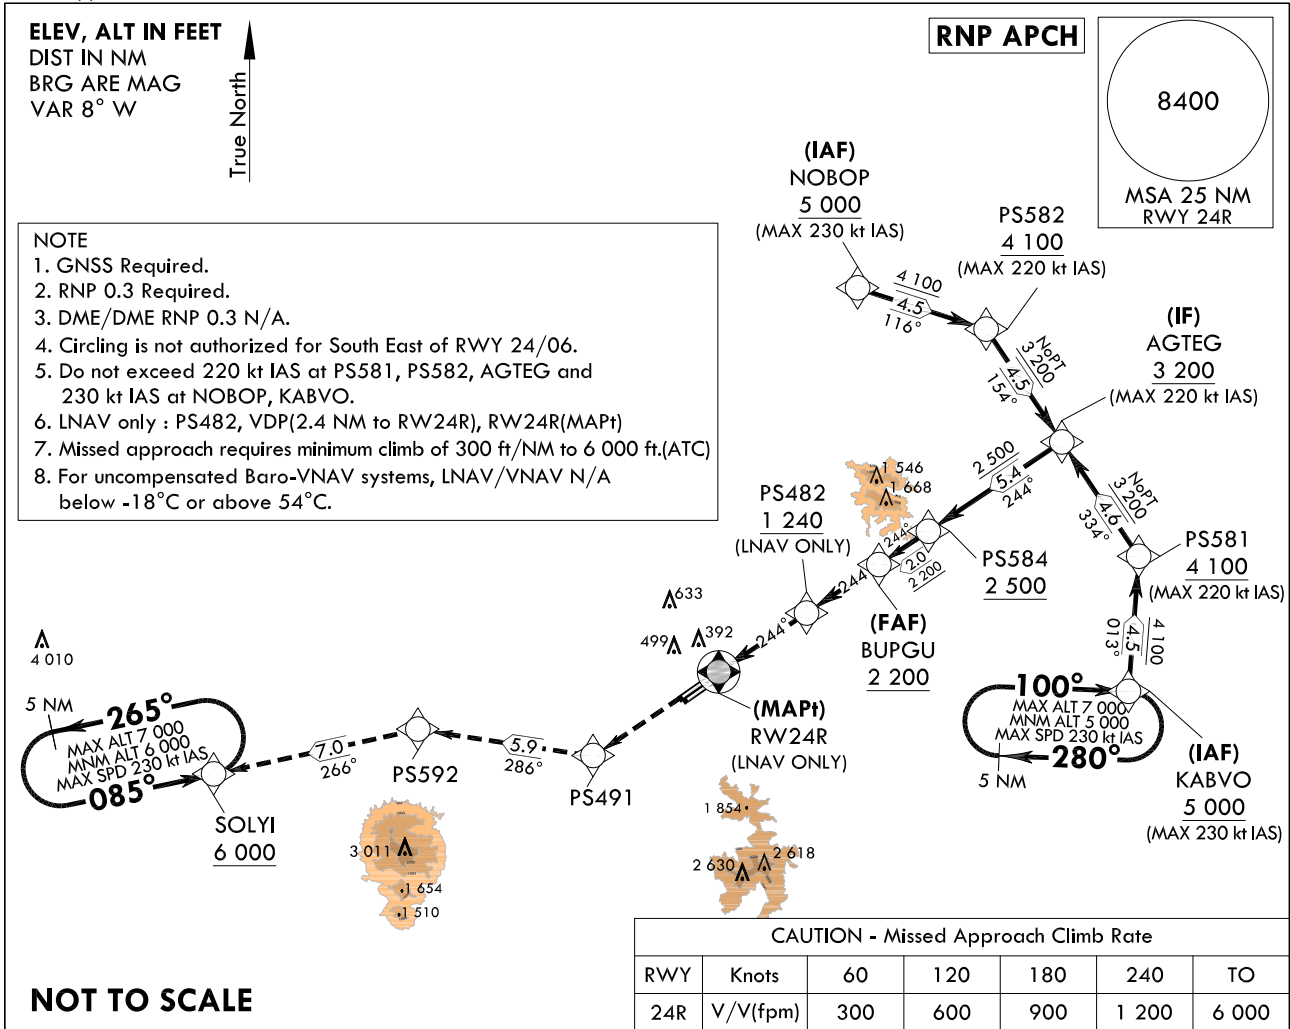 ELEV, ALT IN FEET
DIST IN NM
BRG ARE MAG
VAR 8° W
True North
RNP APCH
8400
MSA 25 NM
RWY 24R
NOTE
1. GNSS Required.
2. RNP 0.3 Required.
3. DME/DME RNP 0.3 N/A.
4. Circling is not authorized for South East of RWY 24/06.
5. Do not exceed 220 kt IAS at PS581, PS582, AGTEG and
230 kt IAS at NOBOP, KABVO.
6. LNAV only : PS482, VDP(2.4 NM to RW24R), RW24R(MAPt)
7. Missed approach requires minimum climb of 300 ft/NM to 6 000 ft.(ATC)
8. For uncompensated Baro-VNAV systems, LNAV/VNAV N/A
below -18°C or above 54°C.
(IAF)
NOBOP
5 000
(MAX 230 kt IAS)
4 100
4.5
116°
PS582
4 100
(MAX 220 kt IAS)
NoPT
3 200
4.5
154°
(IF)
AGTEG
3 200
(MAX 220 kt IAS)
2 500
5.4
244°
NoPT
3 200
4.6
334°
PS581
4 100
(MAX 220 kt IAS)
4 100
4.5
013°
(IAF)
KABVO
5 000
(MAX 230 kt IAS)
100°
MAX ALT 7 000
MNM ALT 5 000
MAX SPD 230 kt IAS
280°
5 NM
1 546
1 668
PS584
2 500
244°
2.0
2 200
(FAF)
BUPGU
2 200
244°
PS482
1 240
(LNAV ONLY)
244°
633
499
392
(MAPt)
RW24R
(LNAV ONLY)
PS491
5.9
286°
PS592
7.0
266°
4 010
5 NM
265°
MAX ALT 7 000
MNM ALT 6 000
MAX SPD 230 kt IAS
085°
SOLYI
6 000
3 011
1 654
1 510
1 854
2 630
2 618
CAUTION - Missed Approach Climb Rate
RWY Knots 60 120 180 240 TO
24R V/V(fpm) 300 600 900 1 200 6 000
NOT TO SCALE